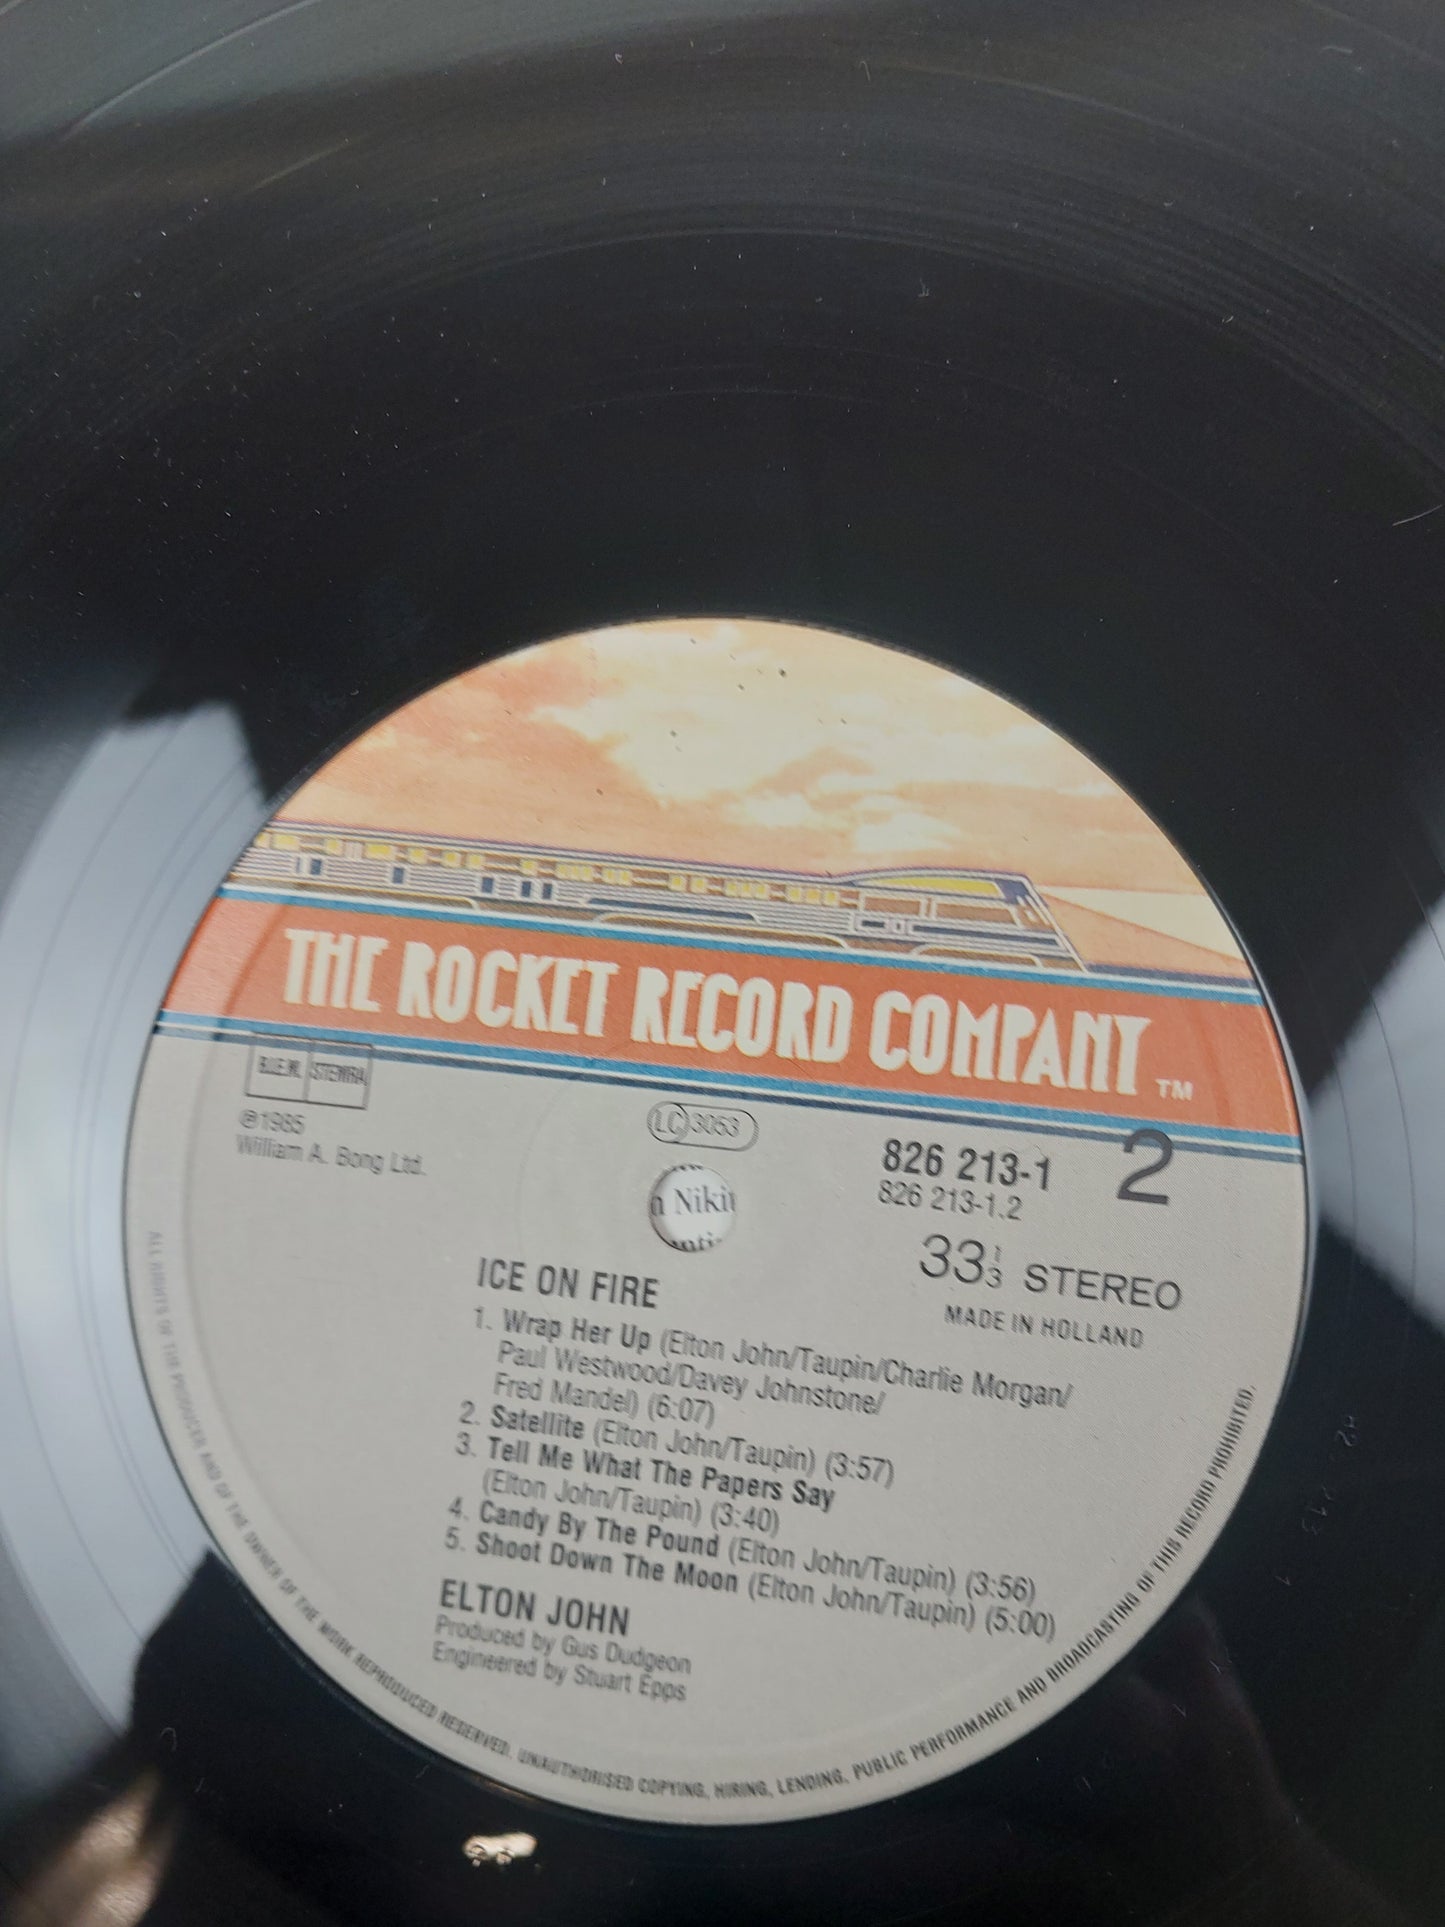 THE ROCKET RECORD COMPANY TM
B.I.E.M. STEMRA
℗1985
William A. Bong Ltd.
LC 3053
826 213-1
826 213-1.2
2
33 1/3 STEREO
MADE IN HOLLAND
Nikit
ICE ON FIRE
1. Wrap Her Up (Elton John/Taupin/Charlie Morgan/
Paul Westwood/Davey Johnstone/
Fred Mandel) (6:07)
2. Satellite (Elton John/Taupin) (3:57)
3. Tell Me What The Papers Say
(Elton John/Taupin) (3:40)
4. Candy By The Pound (Elton John/Taupin) (3:56)
5. Shoot Down The Moon (Elton John/Taupin) (5:00)
ELTON JOHN
Produced by Gus Dudgeon
Engineered by Stuart Epps
ALL RIGHTS OF THE PRODUCER AND OF THE OWNER OF THE WORK REPRODUCED RESERVED. UNAUTHORISED COPYING, HIRING, LENDING, PUBLIC PERFORMANCE AND BROADCASTING OF THIS RECORD PROHIBITED.